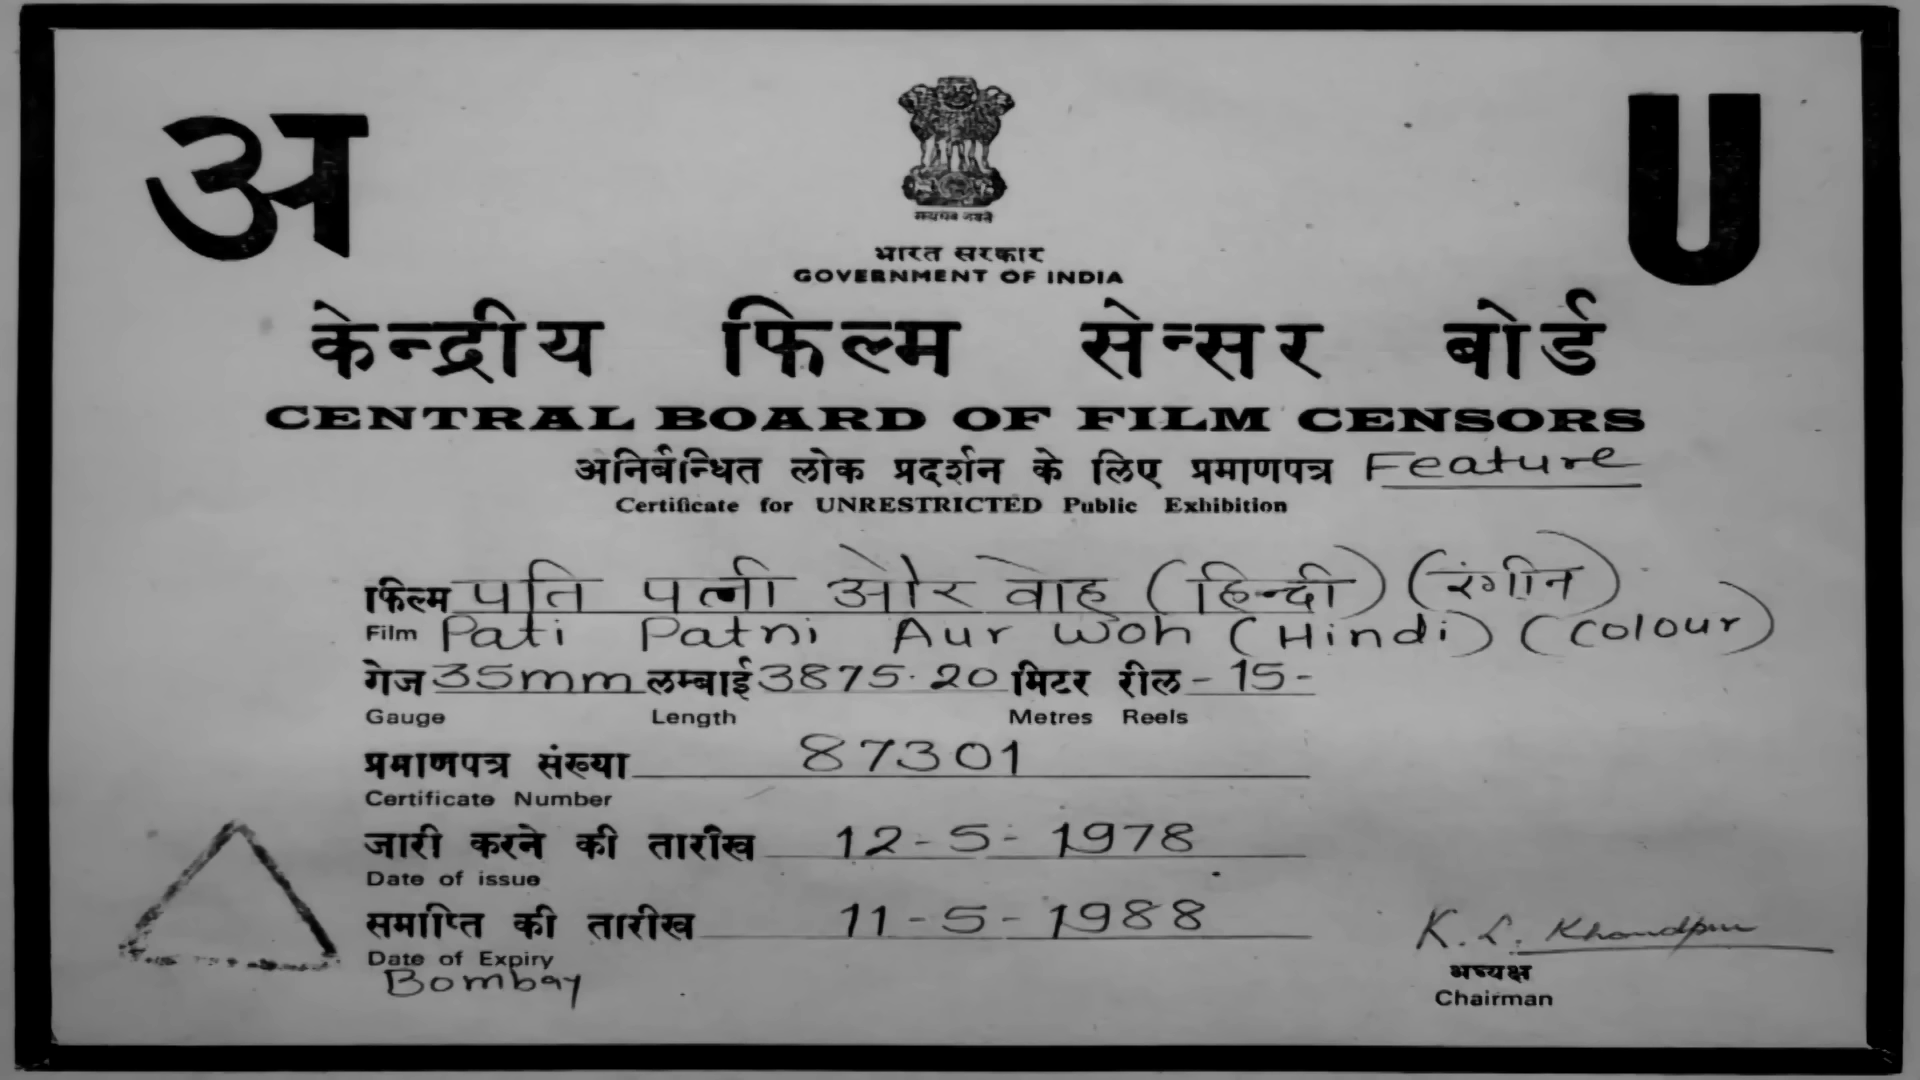 अ
U
सत्यमेव जयते
भारत सरकार
GOVERNMENT OF INDIA
केन्द्रीय फिल्म सेन्सर बोर्ड
CENTRAL BOARD OF FILM CENSORS
अनिर्बन्धित लोक प्रदर्शन के लिए प्रमाणपत्र Feature
Certificate for UNRESTRICTED Public Exhibition
फिल्म पति पत्नी और वोह (हिन्दी) (रंगीन)
Film Pati Patni Aur Woh (Hindi) (Colour)
गेज 35mm लम्बाई 3875.20 मिटर रील -15-
Gauge Length Metres Reels
प्रमाणपत्र संख्या 87301
Certificate Number
जारी करने की तारीख 12-5-1978
Date of issue
समाप्ति की तारीख 11-5-1988
Date of Expiry
Bombay
K. L. Khandpur
अध्यक्ष
Chairman